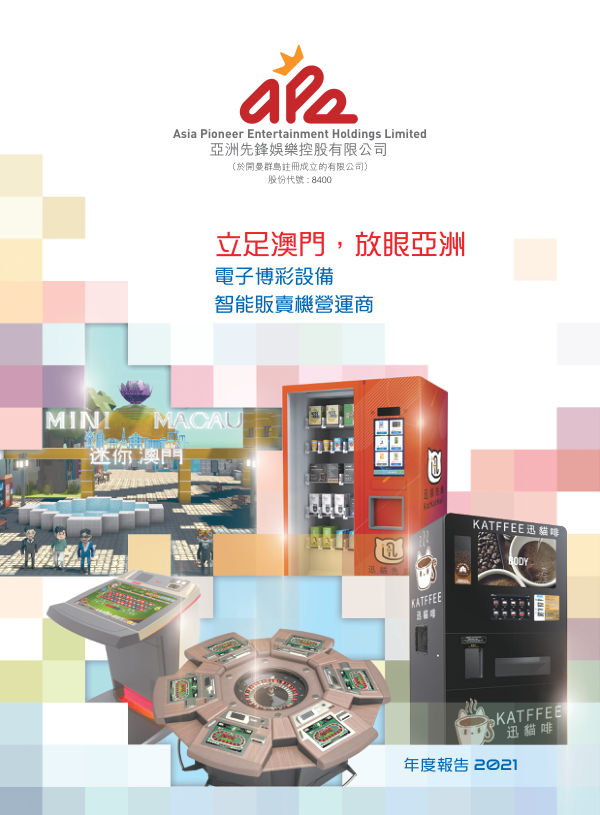 APE
Asia Pioneer Entertainment Holdings Limited
亞洲先鋒娛樂控股有限公司
（於開曼群島註冊成立的有限公司）
股份代號 : 8400
立足澳門，放眼亞洲
電子博彩設備
智能販賣機營運商
MINI MACAU
迷你 澳門
KATFFEE 迅貓啡
BODY
KATFFEE
迅貓啡
KATFFEE
迅貓啡
年度報告 2021